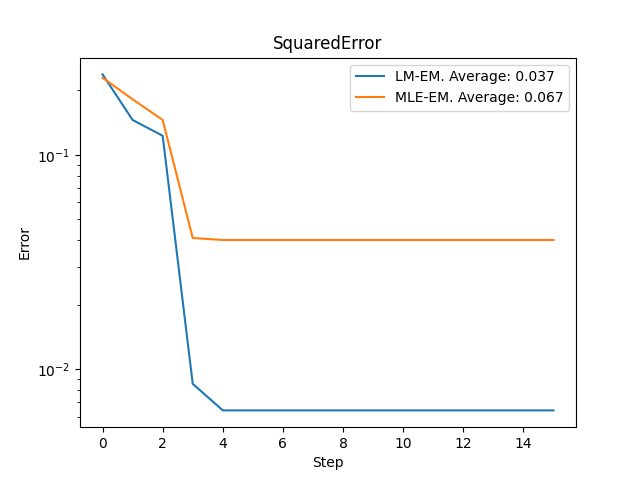 SquaredError
LM-EM. Average: 0.037
MLE-EM. Average: 0.067
10⁻¹
10⁻²
Error
0 2 4 6 8 10 12 14
Step